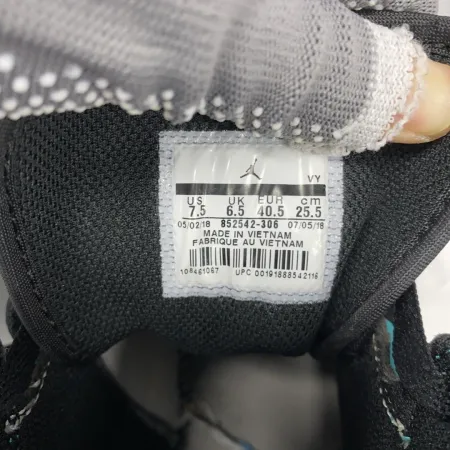 VY
US UK EUR cm
7.5 6.5 40.5 25.5
05/02/18 852542-306 07/05/18
MADE IN VIETNAM
FABRIQUE AU VIETNAM
UPC 00191888542116